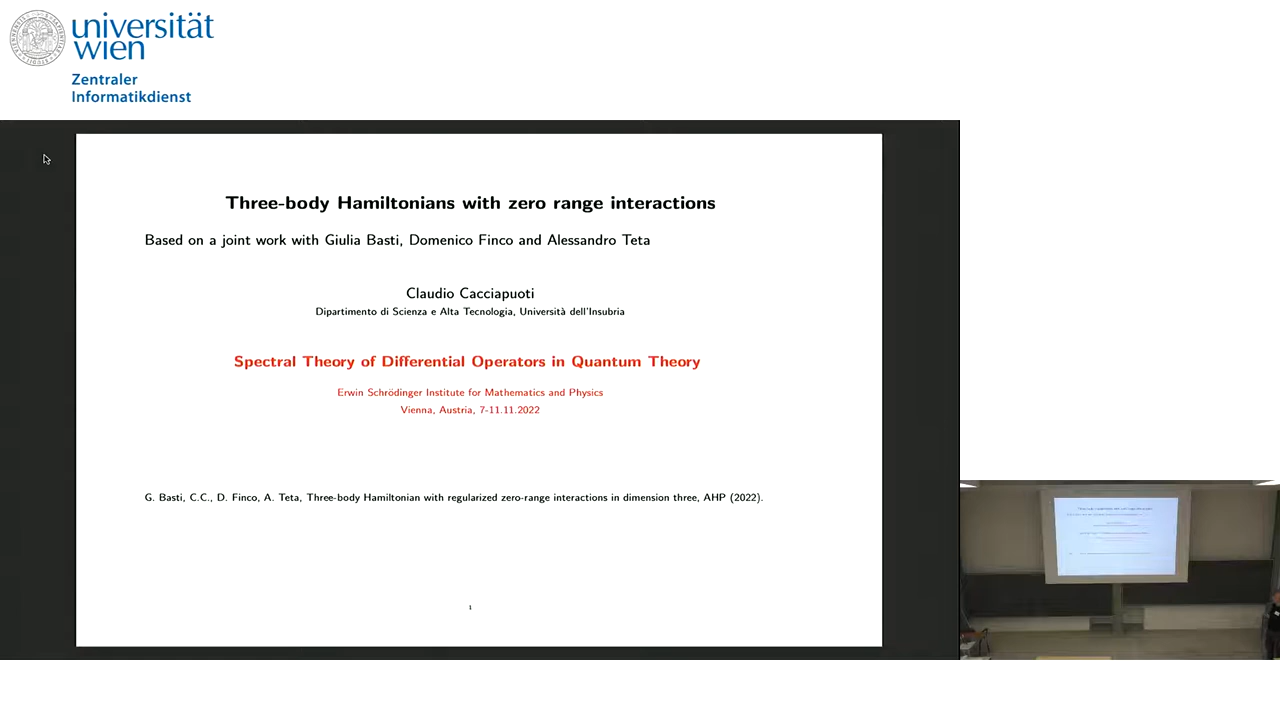 universität
wien
Zentraler
Informatikdienst
Three-body Hamiltonians with zero range interactions
Based on a joint work with Giulia Basti, Domenico Finco and Alessandro Teta
Claudio Cacciapuoti
Dipartimento di Scienza e Alta Tecnologia, Università dell'Insubria
Spectral Theory of Differential Operators in Quantum Theory
Erwin Schrödinger Institute for Mathematics and Physics
Vienna, Austria, 7-11.11.2022
G. Basti, C.C., D. Finco, A. Teta, Three-body Hamiltonian with regularized zero-range interactions in dimension three, AHP (2022).
1